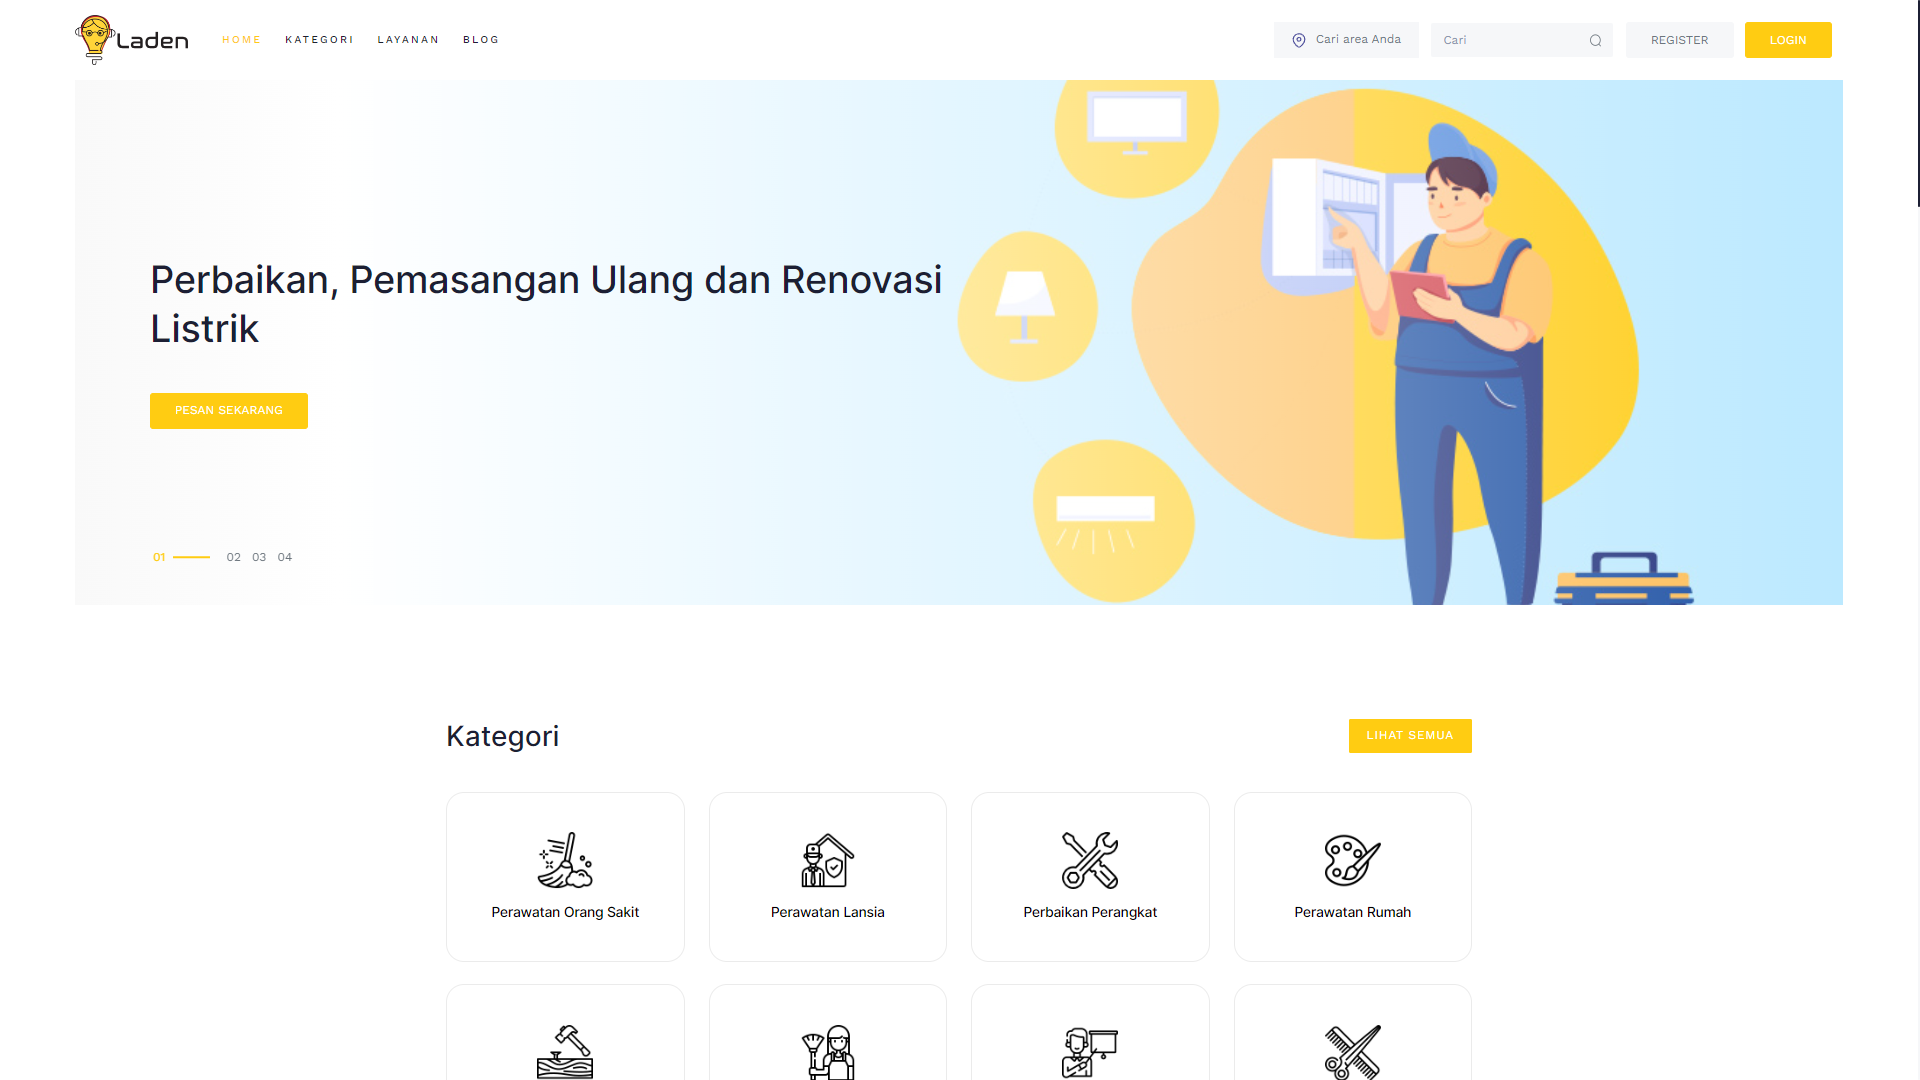 Laden
HOME KATEGORI LAYANAN BLOG
Cari area Anda
Cari
REGISTER
LOGIN
Perbaikan, Pemasangan Ulang dan Renovasi
Listrik
PESAN SEKARANG
01 02 03 04
Kategori
LIHAT SEMUA
Perawatan Orang Sakit
Perawatan Lansia
Perbaikan Perangkat
Perawatan Rumah